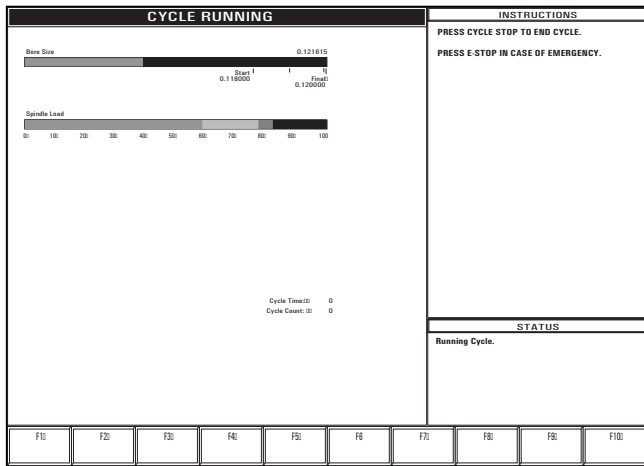 CYCLE RUNNING
Bore Size
0.121615
Start
0.118000
Final
0.120000
Spindle Load
0 10 20 30 40 50 60 70 80 90 100
Cycle Time: 0
Cycle Count: 0
INSTRUCTIONS
PRESS CYCLE STOP TO END CYCLE.
PRESS E-STOP IN CASE OF EMERGENCY.
STATUS
Running Cycle.
F1 F2 F3 F4 F5 F6 F7 F8 F9 F10